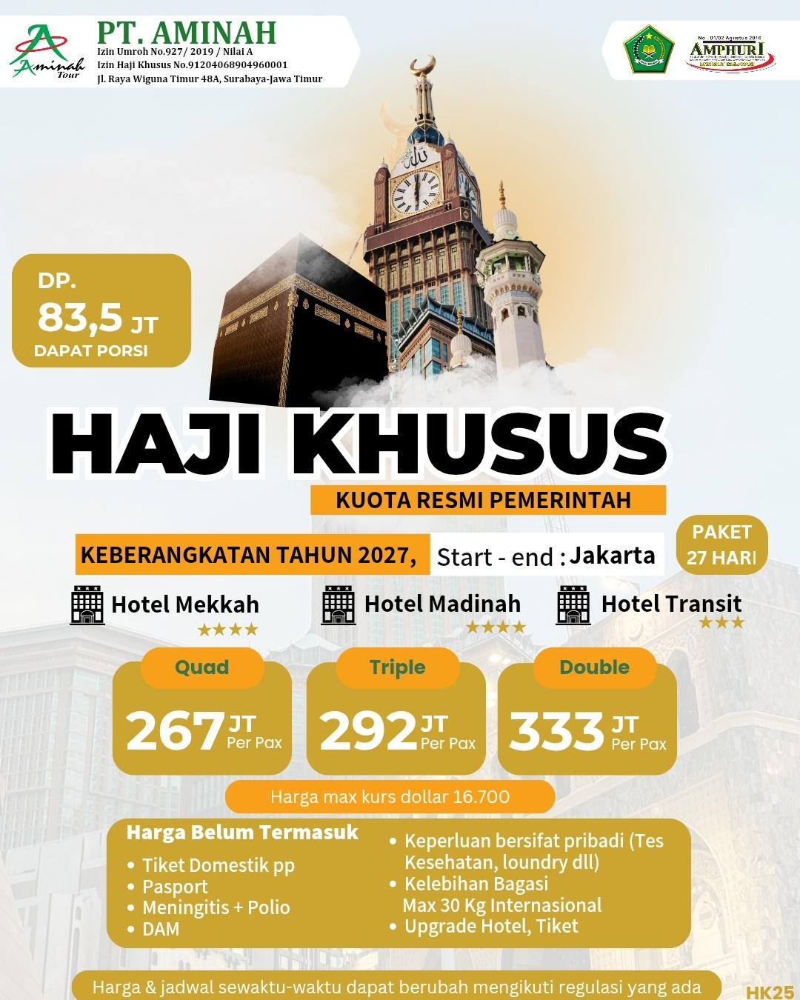 Aminah
Tour
PT. AMINAH
Izin Umroh No.927/ 2019 / Nilai A
Izin Haji Khusus No.91204068904960001
Jl. Raya Wiguna Timur 48A, Surabaya-Jawa Timur
No . 01/02 Agustus 2016
AMPHURI
DP.
83,5 JT
DAPAT PORSI
HAJI KHUSUS
KUOTA RESMI PEMERINTAH
KEBERANGKATAN TAHUN 2027, Start - end : Jakarta
PAKET
27 HARI
Hotel Mekkah
Hotel Madinah
Hotel Transit
Quad
267 JT
Per Pax
Triple
292 JT
Per Pax
Double
333 JT
Per Pax
Harga max kurs dollar 16.700
Harga Belum Termasuk
• Tiket Domestik pp
• Pasport
• Meningitis + Polio
• DAM
• Keperluan bersifat pribadi (Tes
Kesehatan, loundry dll)
• Kelebihan Bagasi
Max 30 Kg Internasional
• Upgrade Hotel, Tiket
Harga & jadwal sewaktu-waktu dapat berubah mengikuti regulasi yang ada
HK25